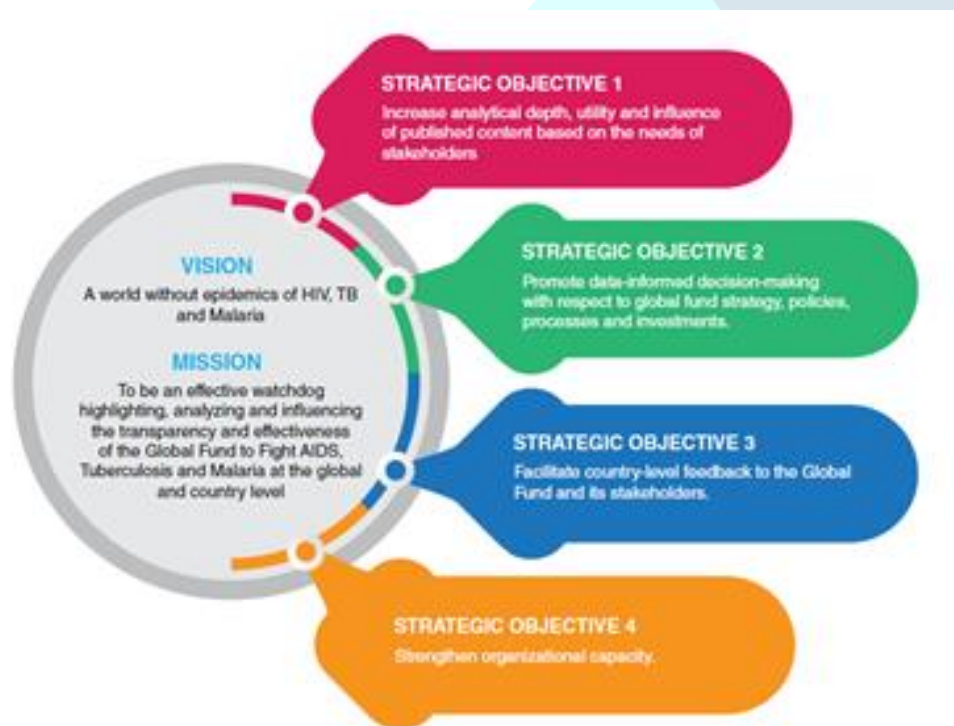 STRATEGIC OBJECTIVE 1
Increase analytical depth, utility and influence
of published content based on the needs of
stakeholders
STRATEGIC OBJECTIVE 2
Promote data-informed decision-making
with respect to global fund strategy, policies,
processes and investments.
STRATEGIC OBJECTIVE 3
Facilitate country-level feedback to the Global
Fund and its stakeholders.
STRATEGIC OBJECTIVE 4
Strengthen organizational capacity.
VISION
A world without epidemics of HIV, TB
and Malaria
MISSION
To be an effective watchdog
highlighting, analyzing and influencing
the transparency and effectiveness
of the Global Fund to Fight AIDS,
Tuberculosis and Malaria at the global
and country level